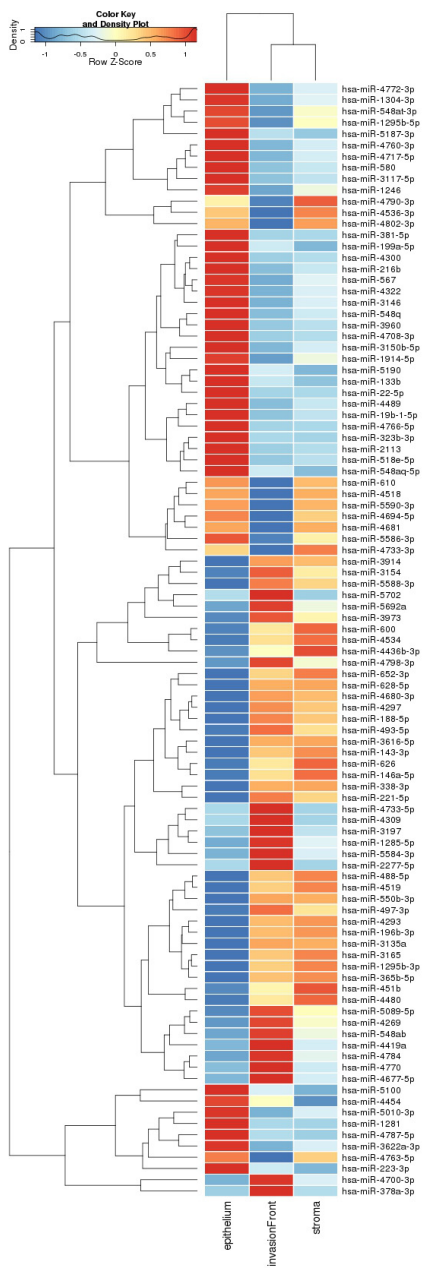 Color Key
and Density Plot
Density
0 1
-1 -0.5 0 0.5 1
Row Z-Score
hsa-miR-4772-3p
hsa-miR-1304-3p
hsa-miR-548at-3p
hsa-miR-1295b-5p
hsa-miR-5187-3p
hsa-miR-4760-3p
hsa-miR-4717-5p
hsa-miR-580
hsa-miR-3117-5p
hsa-miR-1246
hsa-miR-4790-3p
hsa-miR-4536-3p
hsa-miR-4802-3p
hsa-miR-381-5p
hsa-miR-199a-5p
hsa-miR-4300
hsa-miR-216b
hsa-miR-567
hsa-miR-4322
hsa-miR-3146
hsa-miR-548q
hsa-miR-3960
hsa-miR-4708-3p
hsa-miR-3150b-5p
hsa-miR-1914-5p
hsa-miR-5190
hsa-miR-133b
hsa-miR-22-5p
hsa-miR-4489
hsa-miR-19b-1-5p
hsa-miR-4766-5p
hsa-miR-323b-3p
hsa-miR-2113
hsa-miR-518e-5p
hsa-miR-548aq-5p
hsa-miR-610
hsa-miR-4518
hsa-miR-5590-3p
hsa-miR-4694-5p
hsa-miR-4681
hsa-miR-5586-3p
hsa-miR-4733-3p
hsa-miR-3914
hsa-miR-3154
hsa-miR-5588-3p
hsa-miR-5702
hsa-miR-5692a
hsa-miR-3973
hsa-miR-600
hsa-miR-4534
hsa-miR-4436b-3p
hsa-miR-4798-3p
hsa-miR-652-3p
hsa-miR-628-5p
hsa-miR-4680-3p
hsa-miR-4297
hsa-miR-188-5p
hsa-miR-493-5p
hsa-miR-3616-5p
hsa-miR-143-3p
hsa-miR-626
hsa-miR-146a-5p
hsa-miR-338-3p
hsa-miR-221-5p
hsa-miR-4733-5p
hsa-miR-4309
hsa-miR-3197
hsa-miR-1285-5p
hsa-miR-5584-3p
hsa-miR-2277-5p
hsa-miR-488-5p
hsa-miR-4519
hsa-miR-550b-3p
hsa-miR-497-3p
hsa-miR-4293
hsa-miR-196b-3p
hsa-miR-3135a
hsa-miR-3165
hsa-miR-1295b-3p
hsa-miR-365b-5p
hsa-miR-451b
hsa-miR-4480
hsa-miR-5089-5p
hsa-miR-4269
hsa-miR-548ab
hsa-miR-4419a
hsa-miR-4784
hsa-miR-4770
hsa-miR-4677-5p
hsa-miR-5100
hsa-miR-4454
hsa-miR-5010-3p
hsa-miR-1281
hsa-miR-4787-5p
hsa-miR-3622a-3p
hsa-miR-4763-5p
hsa-miR-223-3p
hsa-miR-4700-3p
hsa-miR-378a-3p
epithelium
invasionFront
stroma